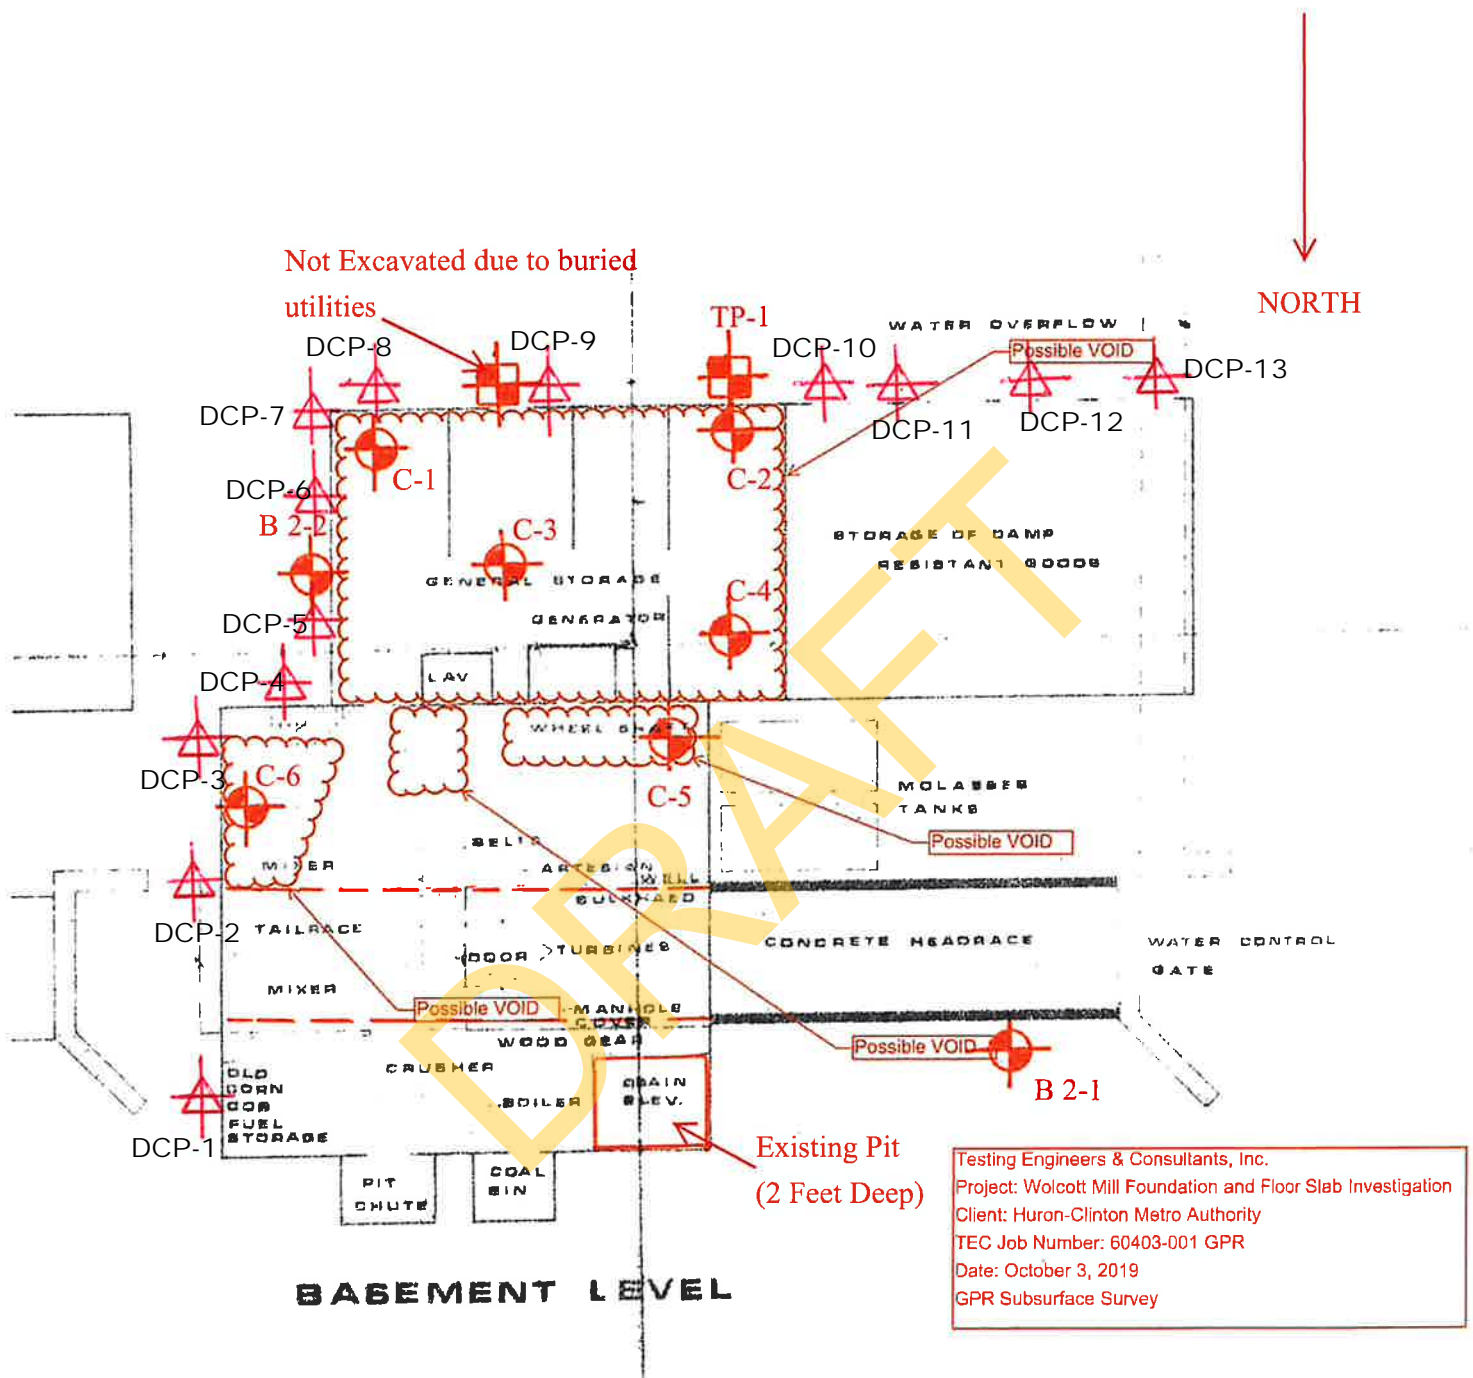 Not Excavated due to buried
utilities
NORTH
TP-1
WATER OVERFLOW
Possible VOID
DCP-8
DCP-9
DCP-10
DCP-13
DCP-7
DCP-11
DCP-12
C-1
C-2
DCP-6
B 2-2
C-3
STORAGE OF DAMP
RESISTANT GOODS
GENERAL STORAGE
C-4
GENERATOR
DCP-5
LAV
DCP-4
WHEEL SHAFT
DCP-3
C-6
C-5
MOLASSES
TANKS
Possible VOID
BELTS
MIXER
ARTESIAN
WELL
BULKHAED
DCP-2
TAILRACE
DOOR
TURBINES
CONCRETE HEADRACE
WATER CONTROL
GATE
MIXER
Possible VOID
MANHOLE
COVER
WOOD GEAR
Possible VOID
CRUSHER
OLD
CORN
COB
FUEL
STORAGE
BOILER
GRAIN
ELEV.
B 2-1
DCP-1
Existing Pit
(2 Feet Deep)
PIT
CHUTE
COAL
BIN
BASEMENT LEVEL
Testing Engineers & Consultants, Inc.
Project: Wolcott Mill Foundation and Floor Slab Investigation
Client: Huron-Clinton Metro Authority
TEC Job Number: 60403-001 GPR
Date: October 3, 2019
GPR Subsurface Survey
DRAFT